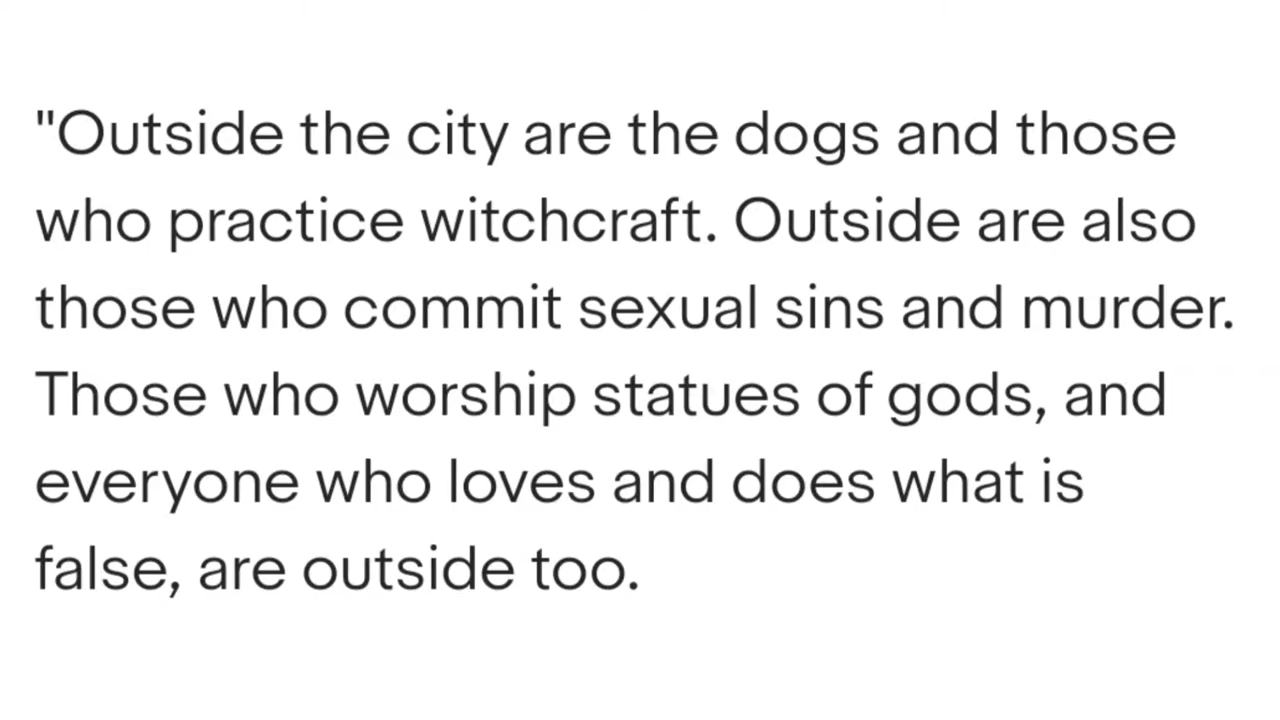 "Outside the city are the dogs and those
who practice witchcraft. Outside are also
those who commit sexual sins and murder.
Those who worship statues of gods, and
everyone who loves and does what is
false, are outside too.